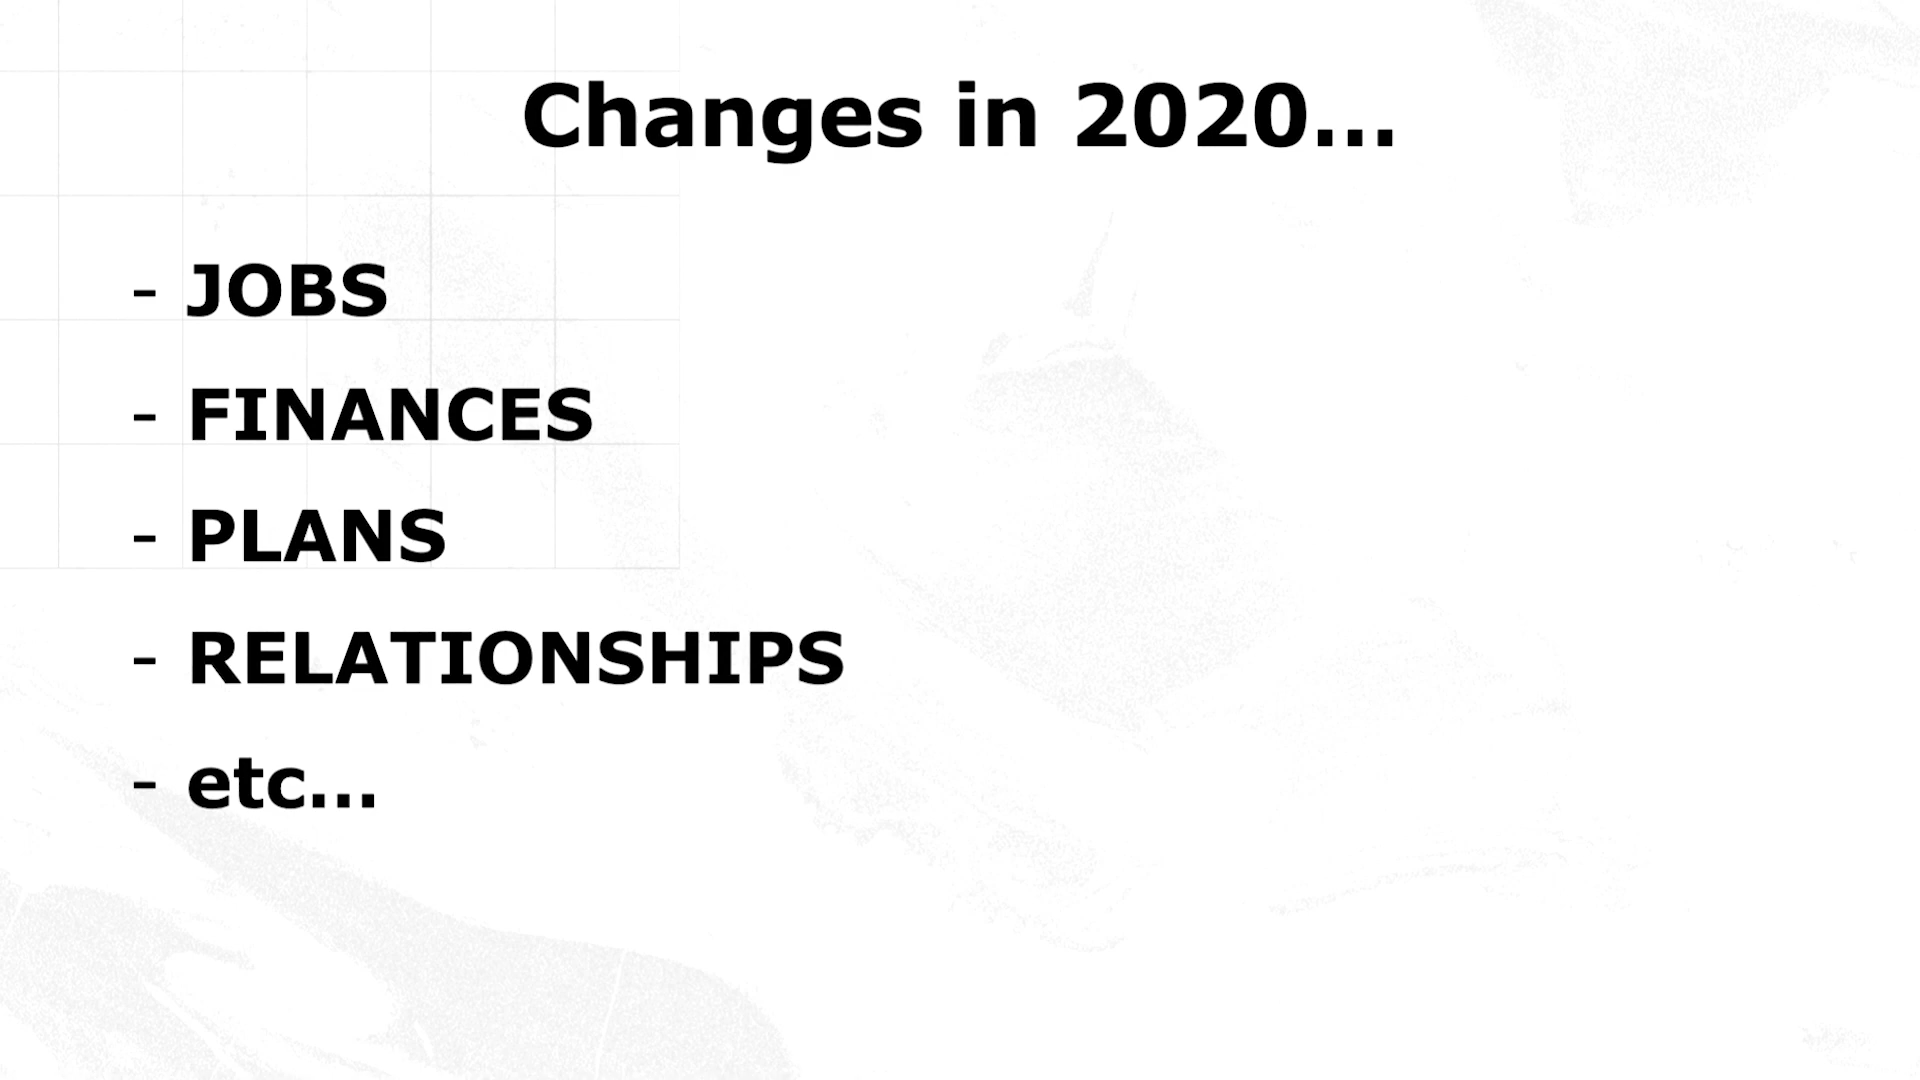 Changes in 2020...
- JOBS
- FINANCES
- PLANS
- RELATIONSHIPS
- etc...